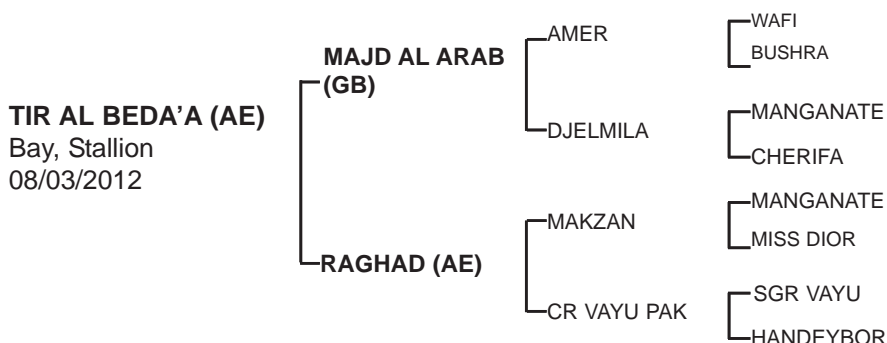 TIR AL BEDA’A (AE)
Bay, Stallion
08/03/2012
MAJD AL ARAB
(GB)
RAGHAD (AE)
AMER
DJELMILA
MAKZAN
CR VAYU PAK
WAFI
BUSHRA
MANGANATE
CHERIFA
MANGANATE
MISS DIOR
SGR VAYU
HANDEYBOR